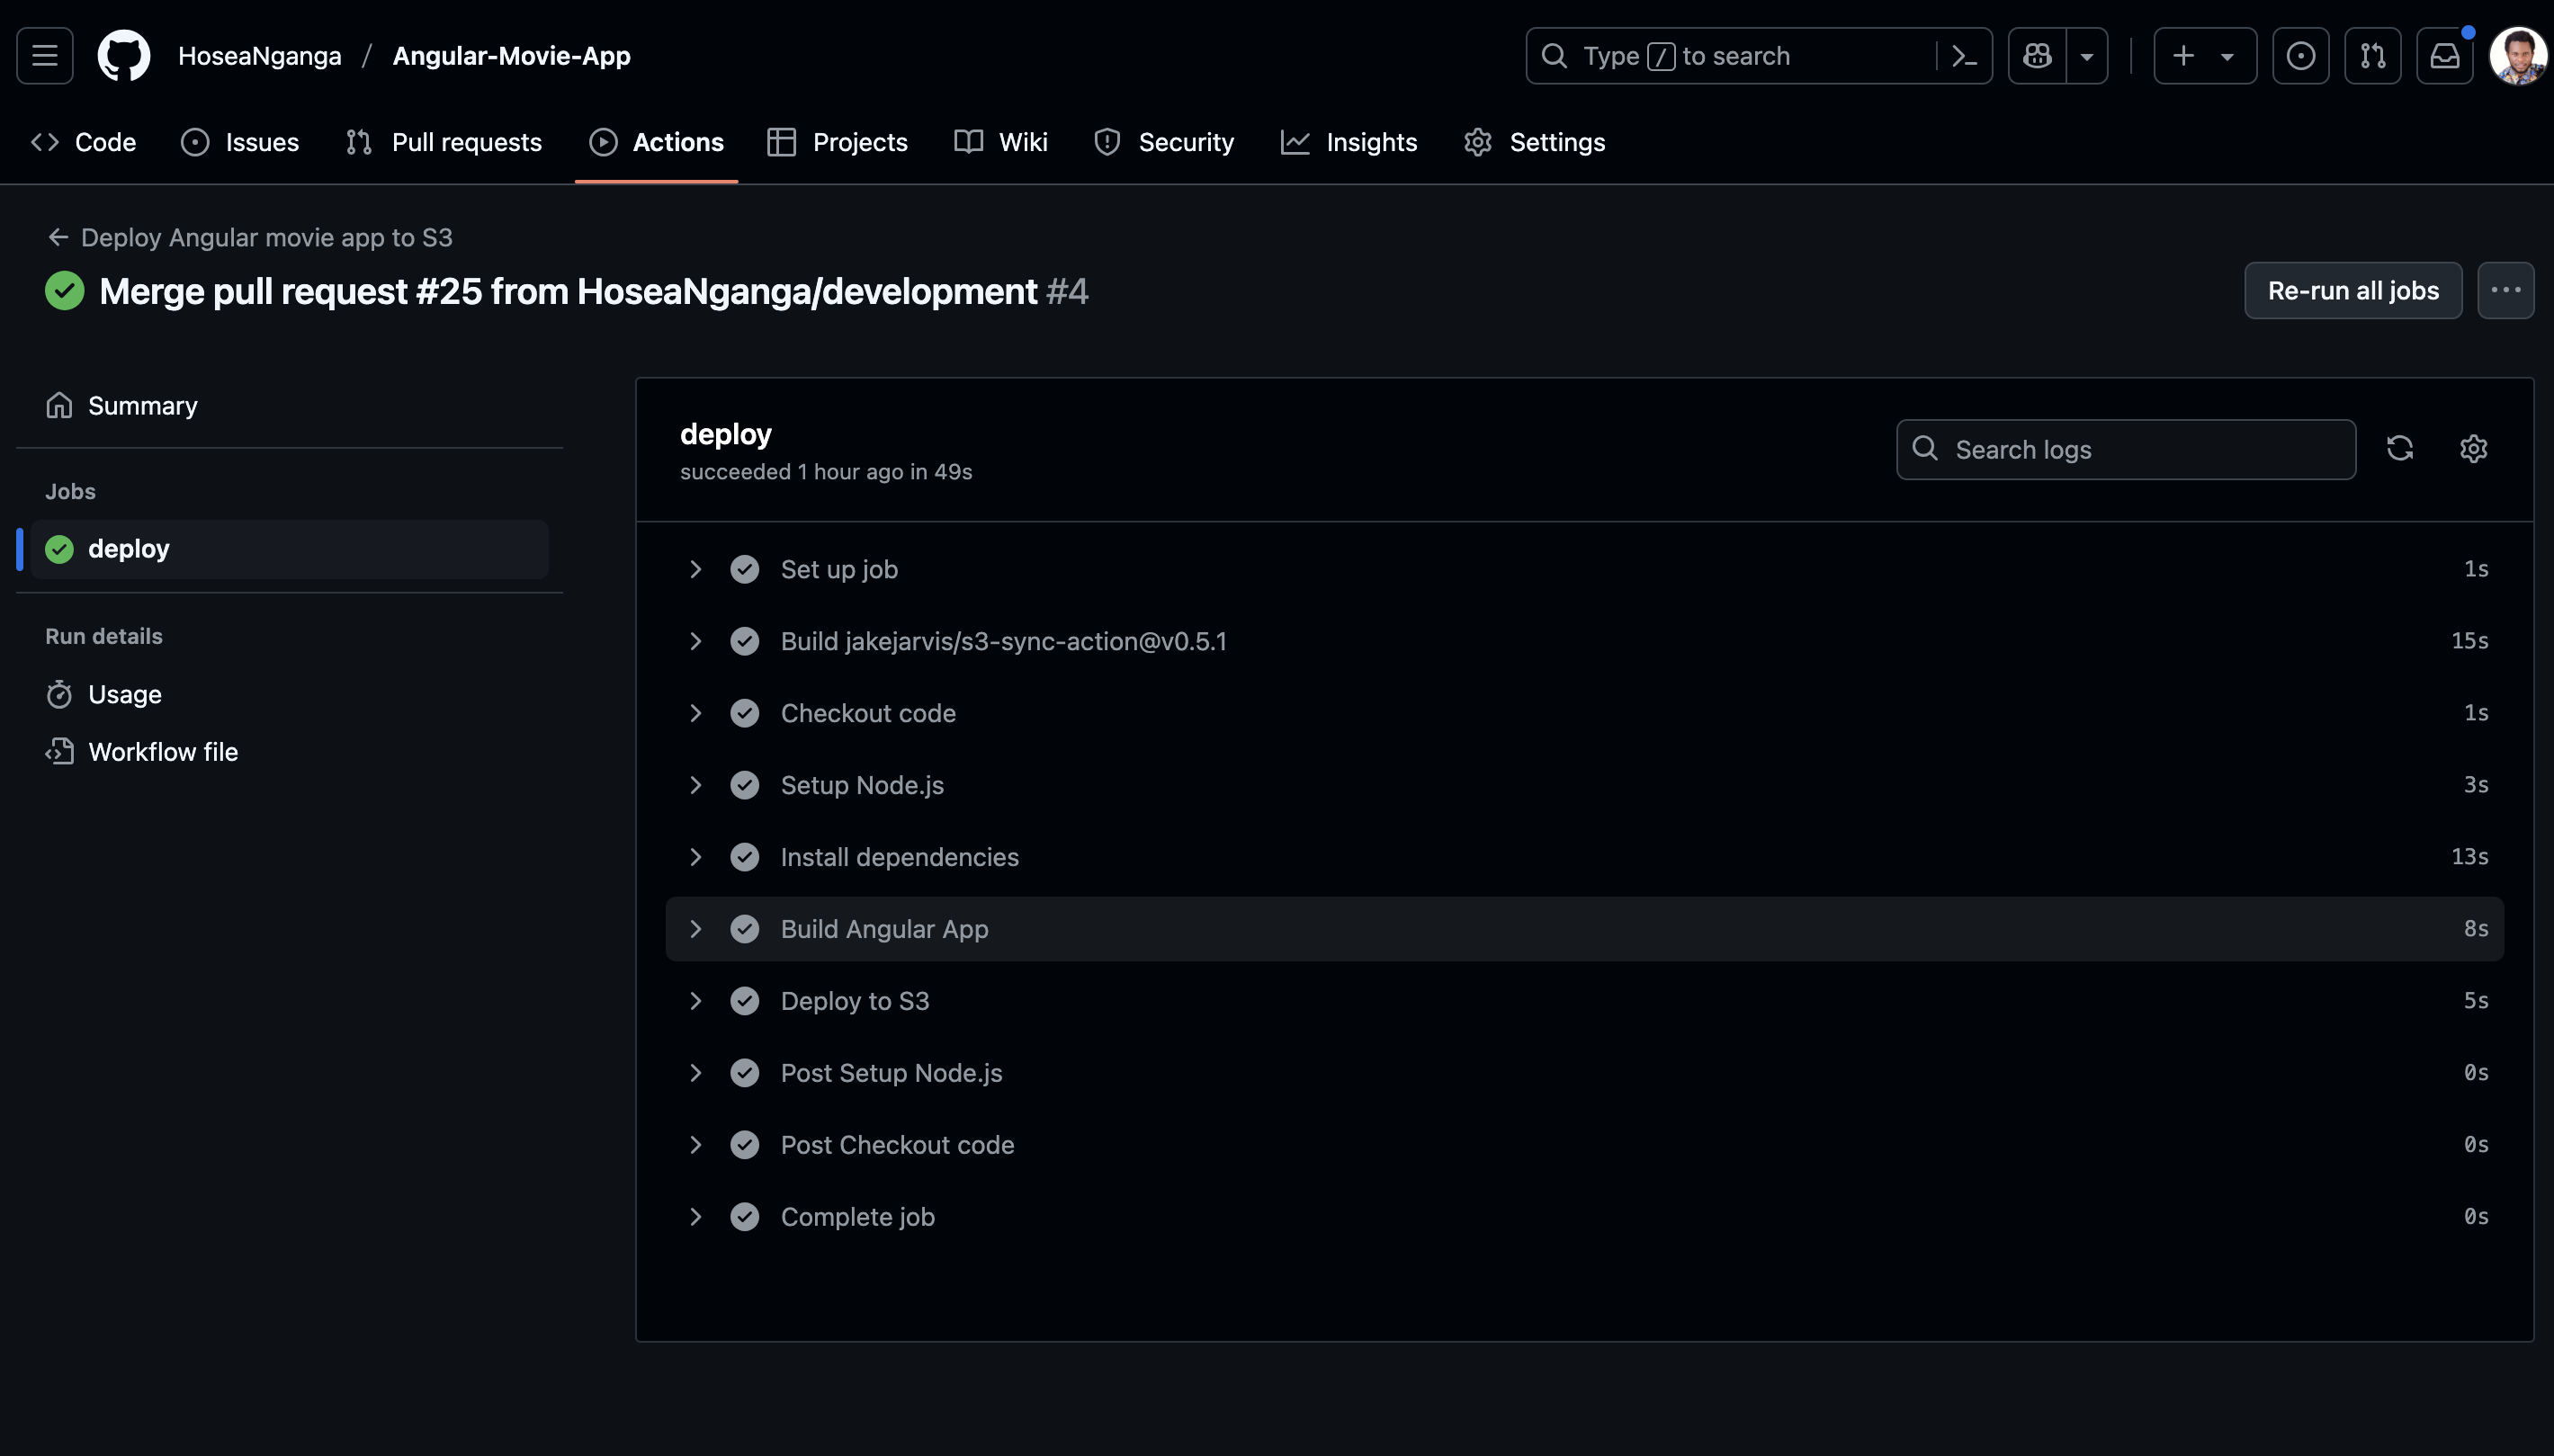 HoseaNganga / Angular-Movie-App
Type / to search
Code Issues Pull requests Actions Projects Wiki Security Insights Settings
Deploy Angular movie app to S3
Merge pull request #25 from HoseaNganga/development #4
Re-run all jobs
Summary
Jobs
deploy
Run details
Usage
Workflow file
deploy
succeeded 1 hour ago in 49s
Search logs
Set up job 1s
Build jakejarvis/s3-sync-action@v0.5.1 15s
Checkout code 1s
Setup Node.js 3s
Install dependencies 13s
Build Angular App 8s
Deploy to S3 5s
Post Setup Node.js 0s
Post Checkout code 0s
Complete job 0s